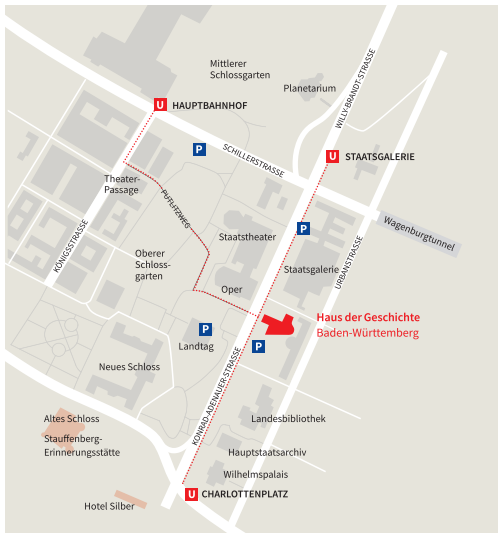 Mittlerer
Schlossgarten
Planetarium
WILLY-BRANDT-STRASSE
U HAUPTBAHNHOF
P
SCHILLERSTRASSE
U STAATSGALERIE
Theater-
Passage
PUTLITZWEG
KÖNIGSSTRASSE
Oberer
Schloss-
garten
Staatstheater
P
Wagenburgtunnel
Staatsgalerie
URBANSTRASSE
Oper
Haus der Geschichte
Baden-Württemberg
P
Landtag
P
Neues Schloss
KONRAD-ADENAUER-STRASSE
Altes Schloss
Stauffenberg-
Erinnerungsstätte
Landesbibliothek
Hauptstaatsarchiv
Wilhelmspalais
U CHARLOTTENPLATZ
Hotel Silber